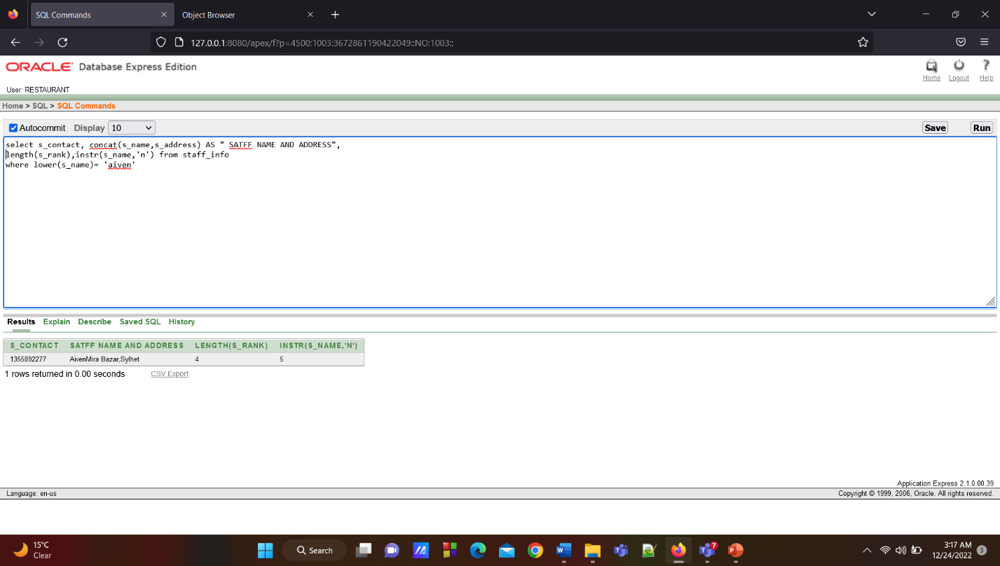 SQL Commands
Object Browser
127.0.0.1:8080/apex/f?p=4500:1003:3672861190422049::NO:1003::
ORACLE Database Express Edition
Home Logout Help
User: RESTAURANT
Home > SQL > SQL Commands
Autocommit Display 10 Save Run
select s_contact, concat(s_name,s_address) AS " SATFF NAME AND ADDRESS",
length(s_rank),instr(s_name,'n') from staff_info
where lower(s_name)= 'aiven'
Results Explain Describe Saved SQL History
S_CONTACT SATFF NAME AND ADDRESS LENGTH(S_RANK) INSTR(S_NAME,'N')
1355892277 AivenMira Bazar,Sylhet 4 5
1 rows returned in 0.00 seconds CSV Export
Application Express 2.1.0.00.39
Language: en-us Copyright © 1999, 2006, Oracle. All rights reserved.
15°C
Clear
Search
7
3:17 AM
12/24/2022
3